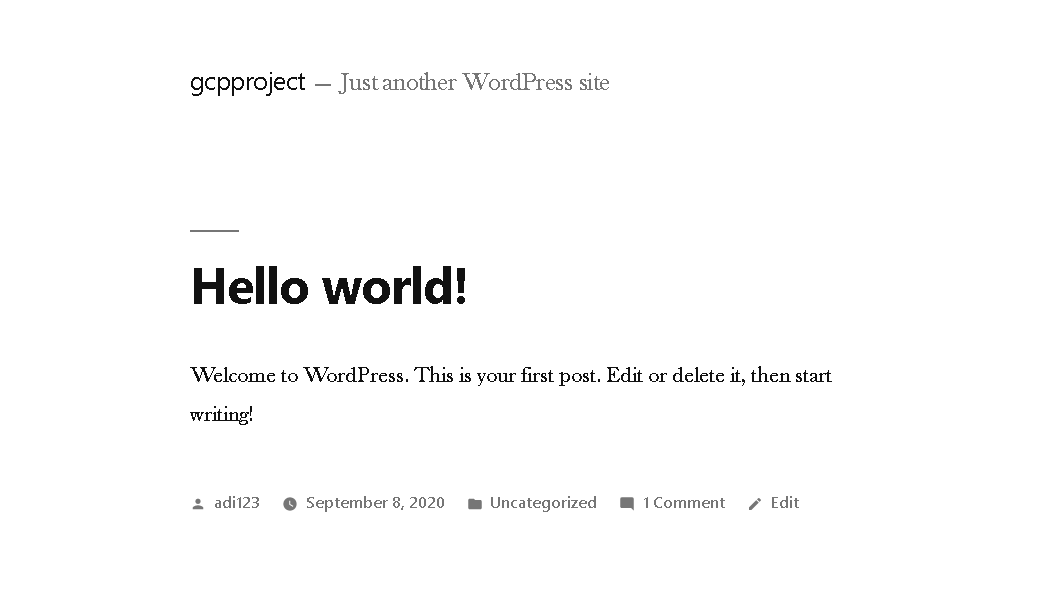 gcpproject — Just another WordPress site
Hello world!
Welcome to WordPress. This is your first post. Edit or delete it, then start
writing!
adi123 September 8, 2020 Uncategorized 1 Comment Edit